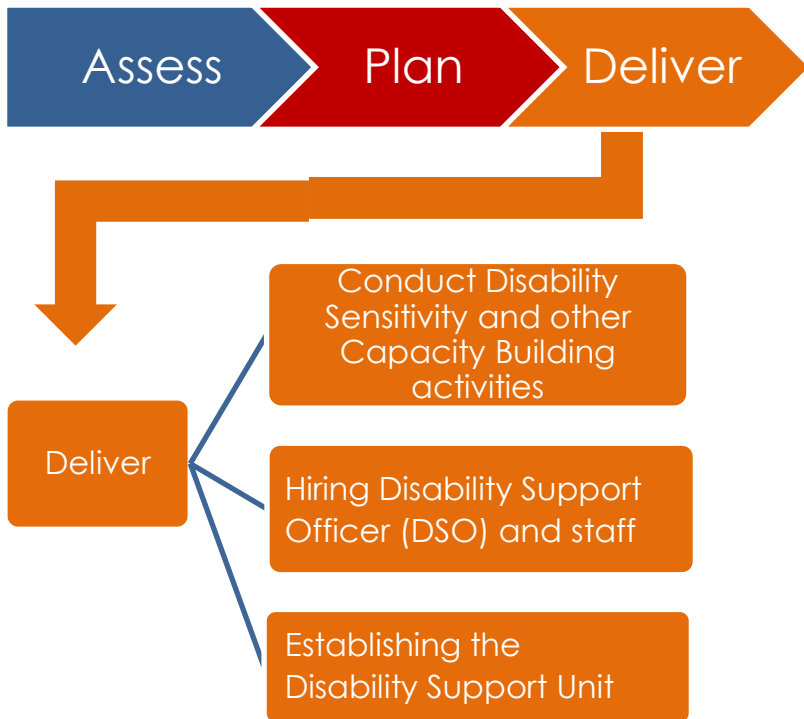 Assess
Plan
Deliver
Conduct Disability
Sensitivity and other
Capacity Building
activities
Deliver
Hiring Disability Support
Officer (DSO) and staff
Establishing the
Disability Support Unit